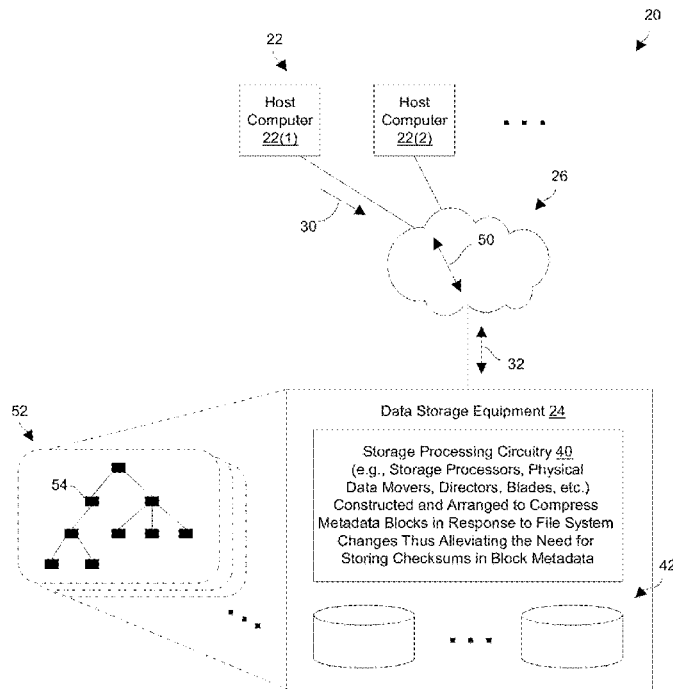 20
22
Host
Computer
22(1)
Host
Computer
22(2)
26
30
50
32
52
Data Storage Equipment 24
54
Storage Processing Circuitry 40
(e.g., Storage Processors, Physical
Data Movers, Directors, Blades, etc.)
Constructed and Arranged to Compress
Metadata Blocks in Response to File System
Changes Thus Alleviating the Need for
Storing Checksums in Block Metadata
42